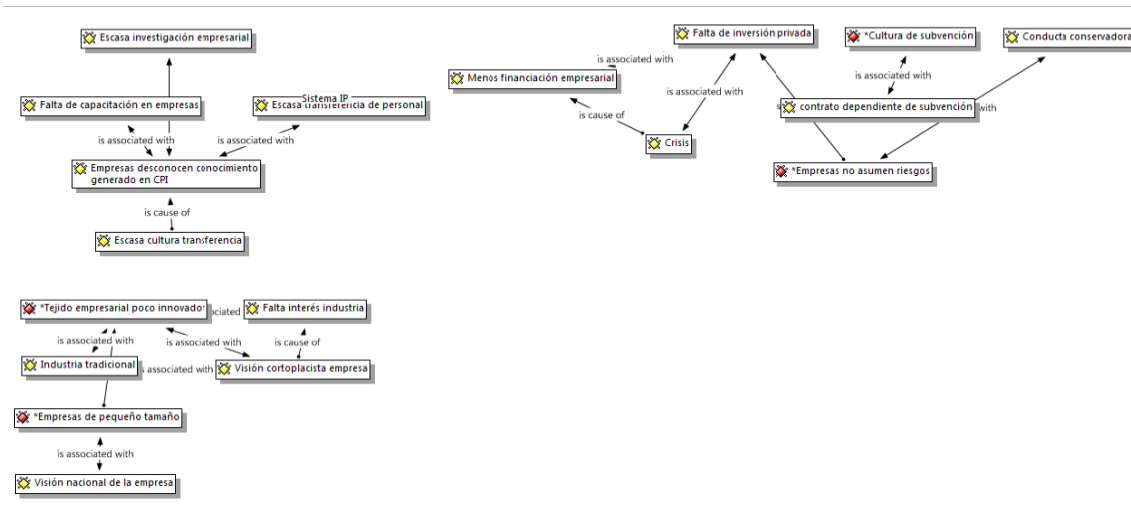 Escasa investigación empresarial
Falta de capacitación en empresas
Sistema IP
Escasa transferencia de personal
is associated with
is associated with
Empresas desconocen conocimiento
generado en CPI
is cause of
Escasa cultura transferencia
Falta de inversión privada
*Cultura de subvención
Conducta conservadora
is associated with
Menos financiación empresarial
is associated with
is associated with
contrato dependiente de subvención
with
is cause of
Crisis
*Empresas no asumen riesgos
*Tejido empresarial poco innovador
Falta interés industria
is associated with
is associated with
is cause of
Industria tradicional
associated with
Visión cortoplacista empresa
*Empresas de pequeño tamaño
is associated with
Visión nacional de la empresa